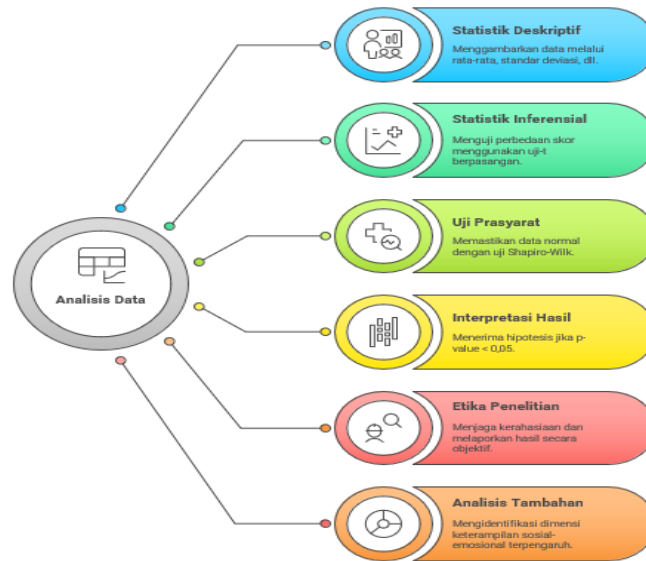 Statistik Deskriptif
Menggambarkan data melalui
rata-rata, standar deviasi, dll.
Statistik Inferensial
Menguji perbedaan skor
menggunakan uji-t
berpasangan.
Uji Prasyarat
Memastikan data normal
dengan uji Shapiro-Wilk.
Analisis Data
Interpretasi Hasil
Menerima hipotesis jika p-
value < 0,05.
Etika Penelitian
Menjaga kerahasiaan dan
melaporkan hasil secara
objektif.
Analisis Tambahan
Mengidentifikasi dimensi
keterampilan sosial-
emosional terpengaruh.